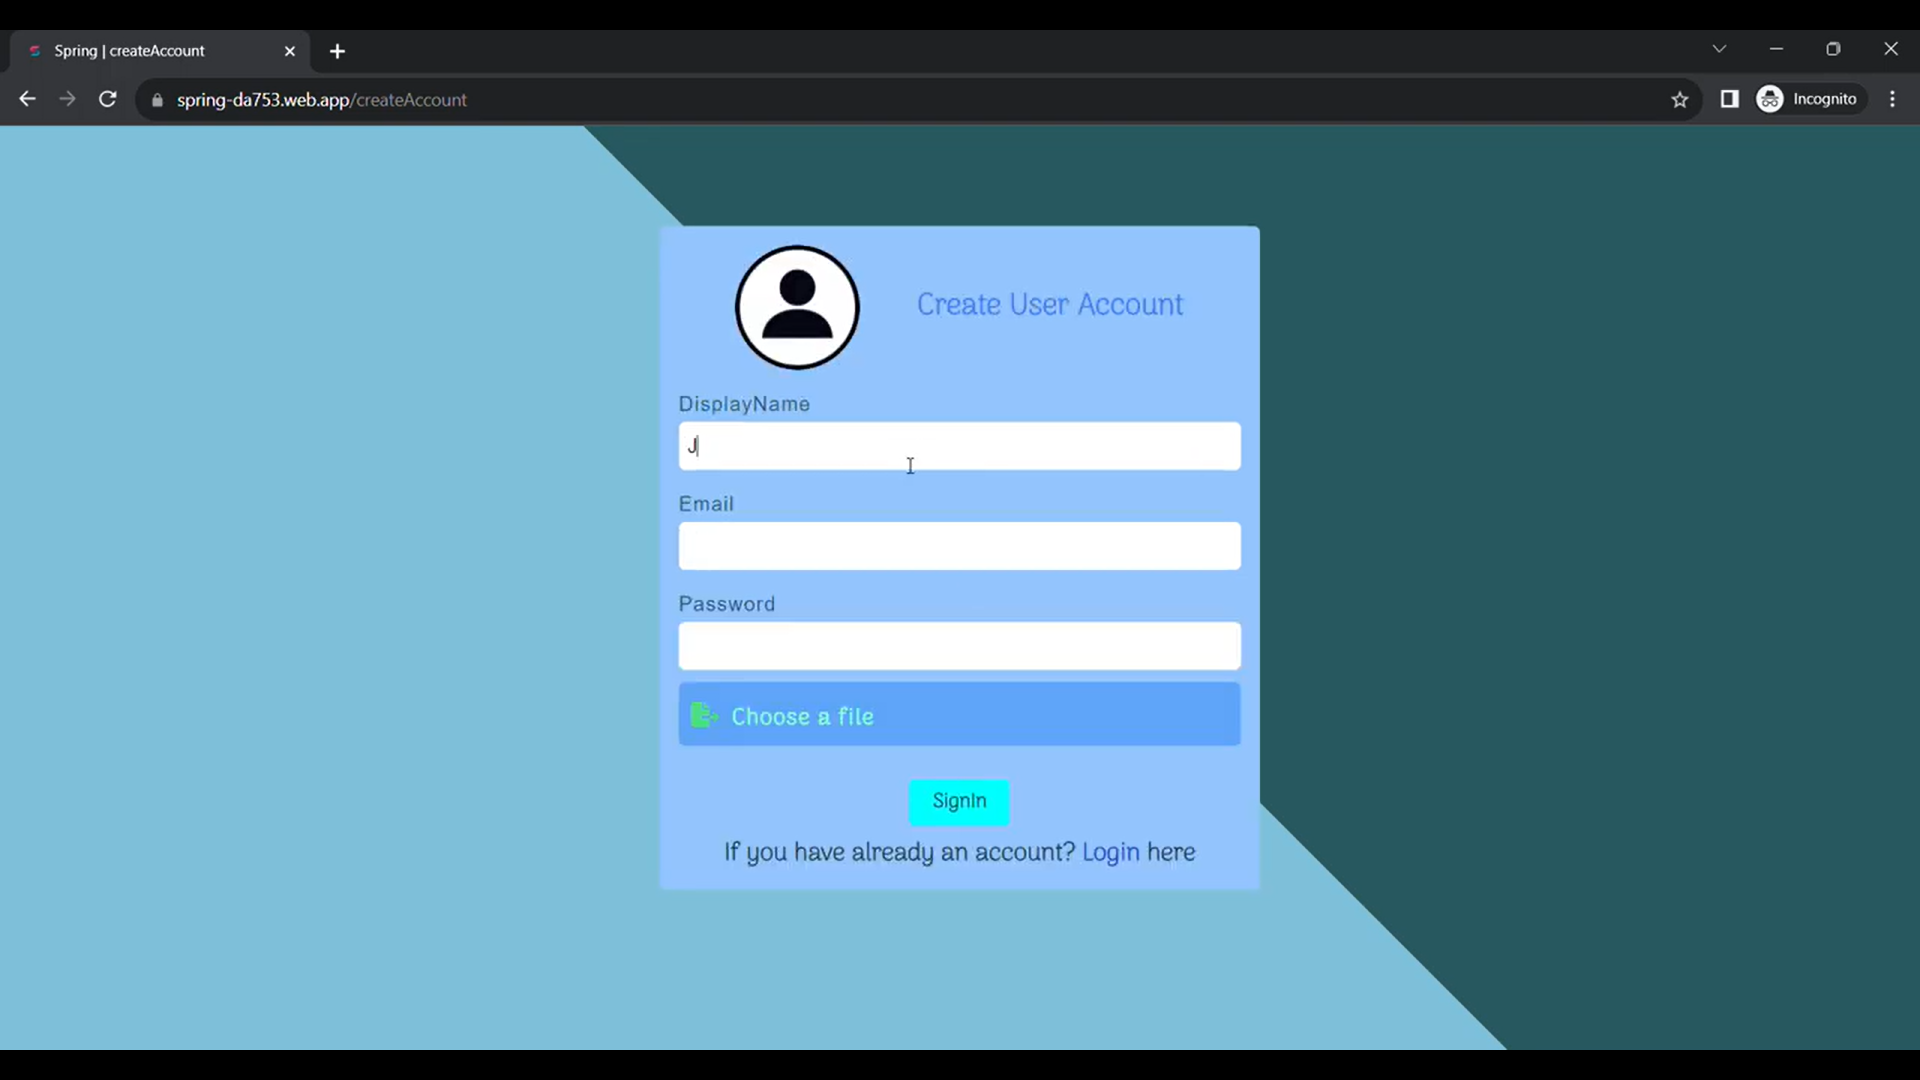 Spring | createAccount
spring-da753.web.app/createAccount
Incognito
Create User Account
DisplayName
J
Email
Password
Choose a file
SignIn
If you have already an account? Login here